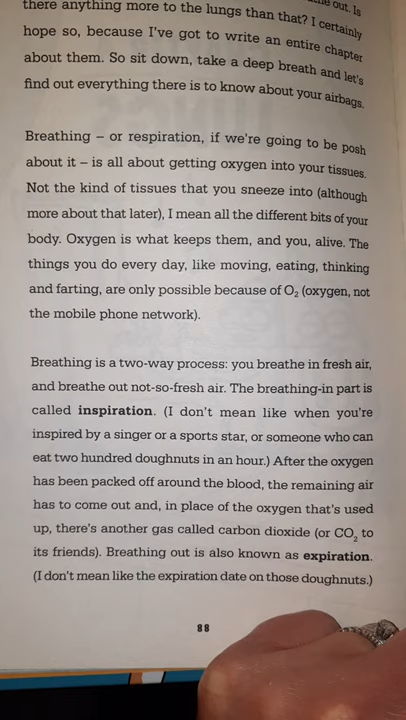 the out. Is
there anything more to the lungs than that? I certainly
hope so, because I've got to write an entire chapter
about them. So sit down, take a deep breath and let's
find out everything there is to know about your airbags.
Breathing – or respiration, if we're going to be posh
about it – is all about getting oxygen into your tissues.
Not the kind of tissues that you sneeze into (although
more about that later), I mean all the different bits of your
body. Oxygen is what keeps them, and you, alive. The
things you do every day, like moving, eating, thinking
and farting, are only possible because of O₂ (oxygen, not
the mobile phone network).
Breathing is a two-way process: you breathe in fresh air,
and breathe out not-so-fresh air. The breathing-in part is
called inspiration. (I don't mean like when you're
inspired by a singer or a sports star, or someone who can
eat two hundred doughnuts in an hour.) After the oxygen
has been packed off around the blood, the remaining air
has to come out and, in place of the oxygen that's used
up, there's another gas called carbon dioxide (or CO₂ to
its friends). Breathing out is also known as expiration.
(I don't mean like the expiration date on those doughnuts.)
88